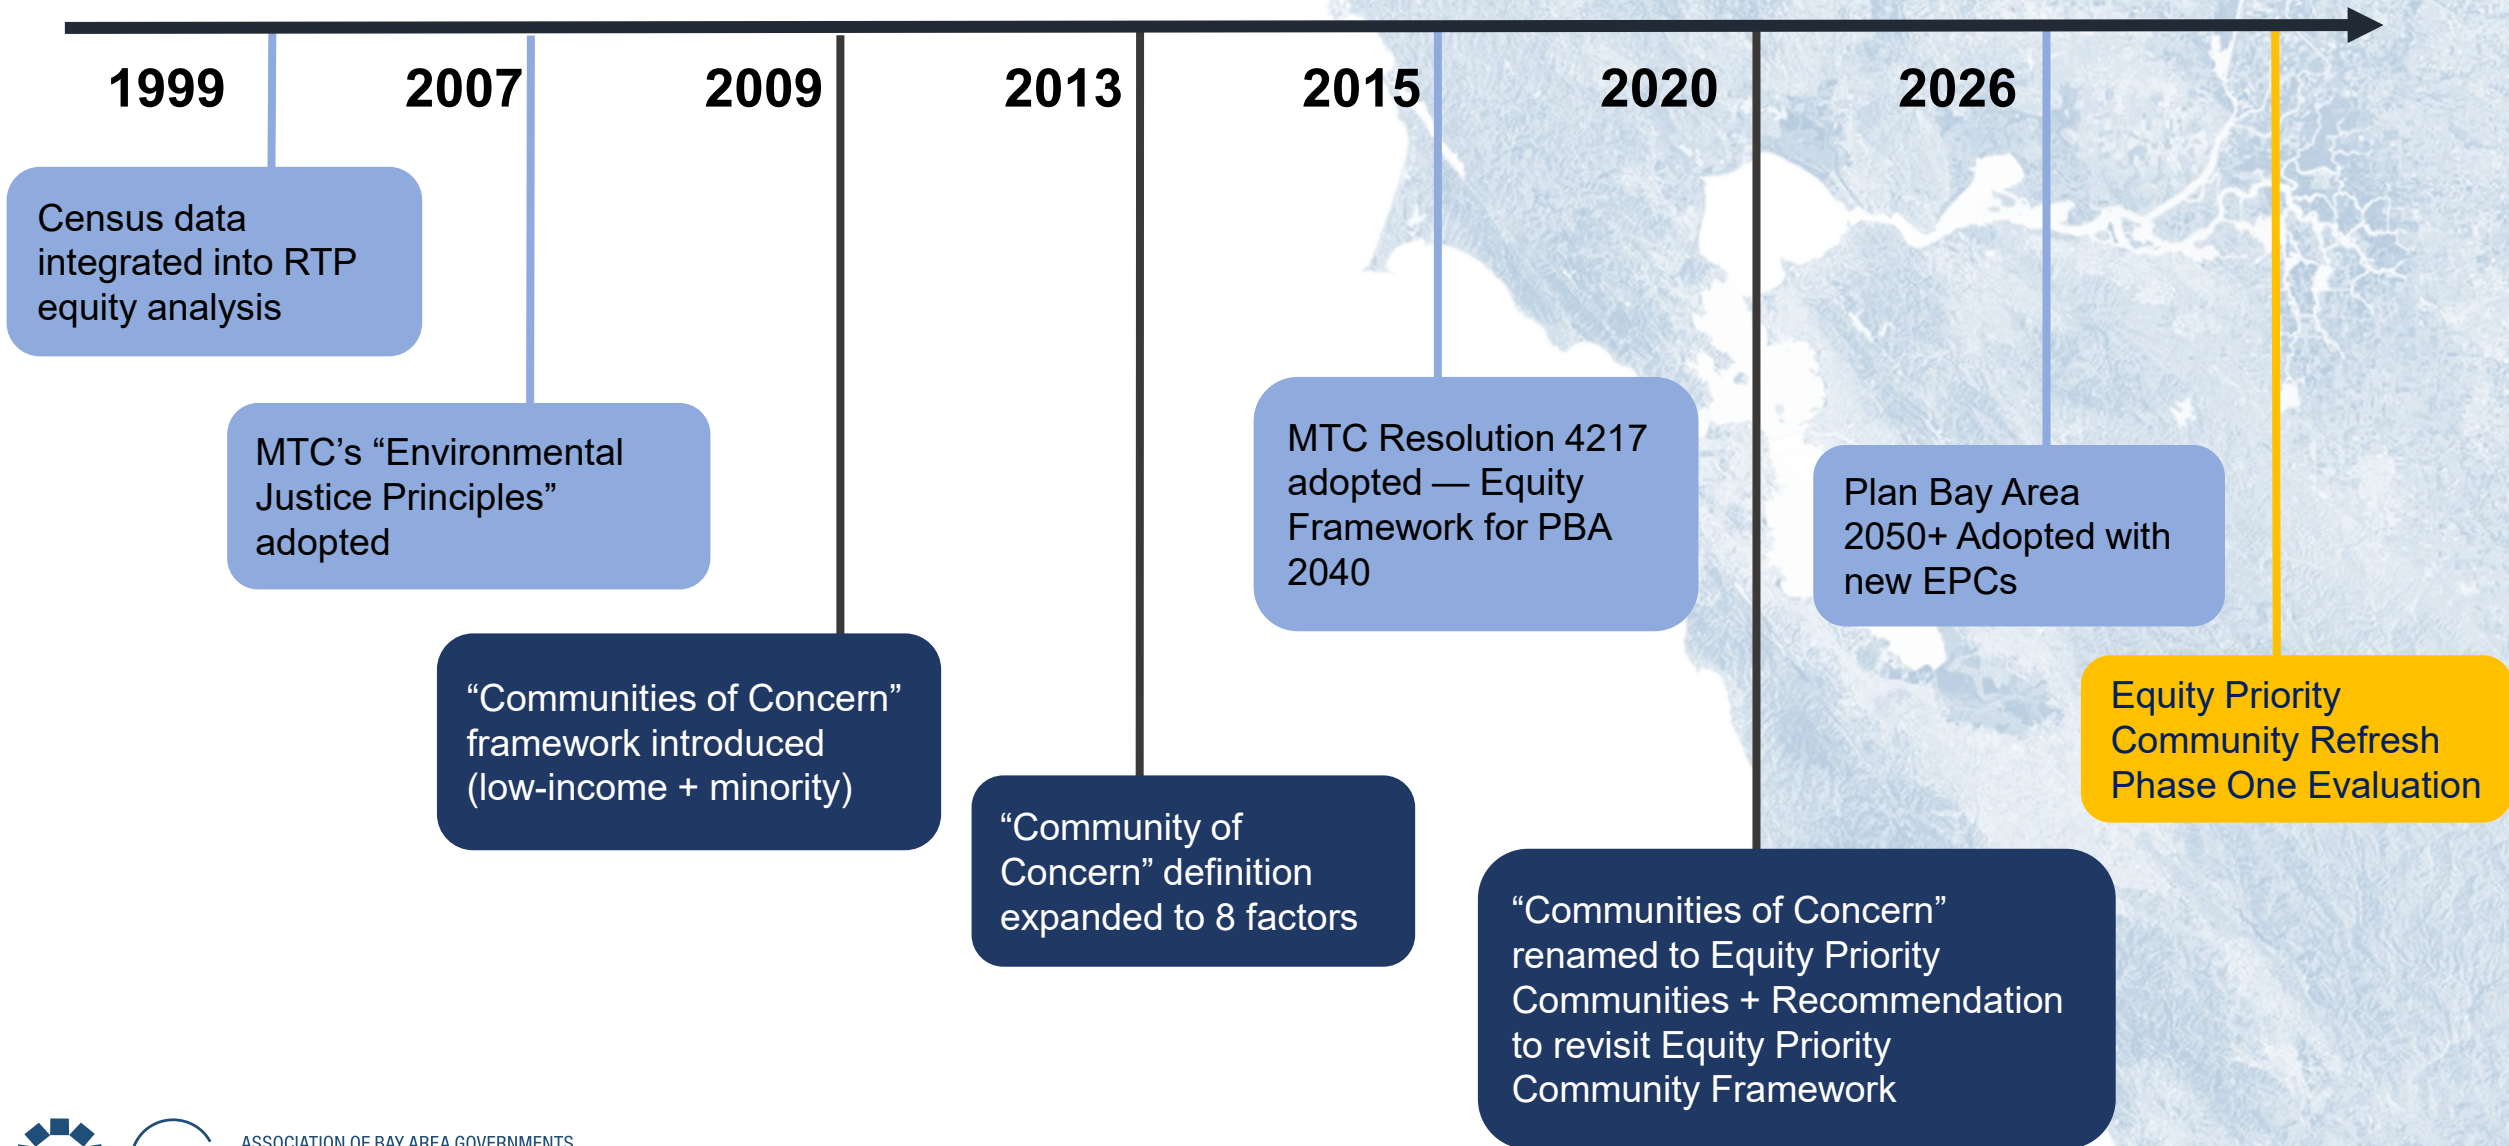 1999
2007
2009
2013
2015
2020
2026
Census data
integrated into RTP
equity analysis
MTC’s “Environmental
Justice Principles”
adopted
“Communities of Concern”
framework introduced
(low-income + minority)
“Community of
Concern” definition
expanded to 8 factors
MTC Resolution 4217
adopted — Equity
Framework for PBA
2040
“Communities of Concern”
renamed to Equity Priority
Communities + Recommendation
to revisit Equity Priority
Community Framework
Plan Bay Area
2050+ Adopted with
new EPCs
Equity Priority
Community Refresh
Phase One Evaluation
ASSOCIATION OF BAY AREA GOVERNMENTS